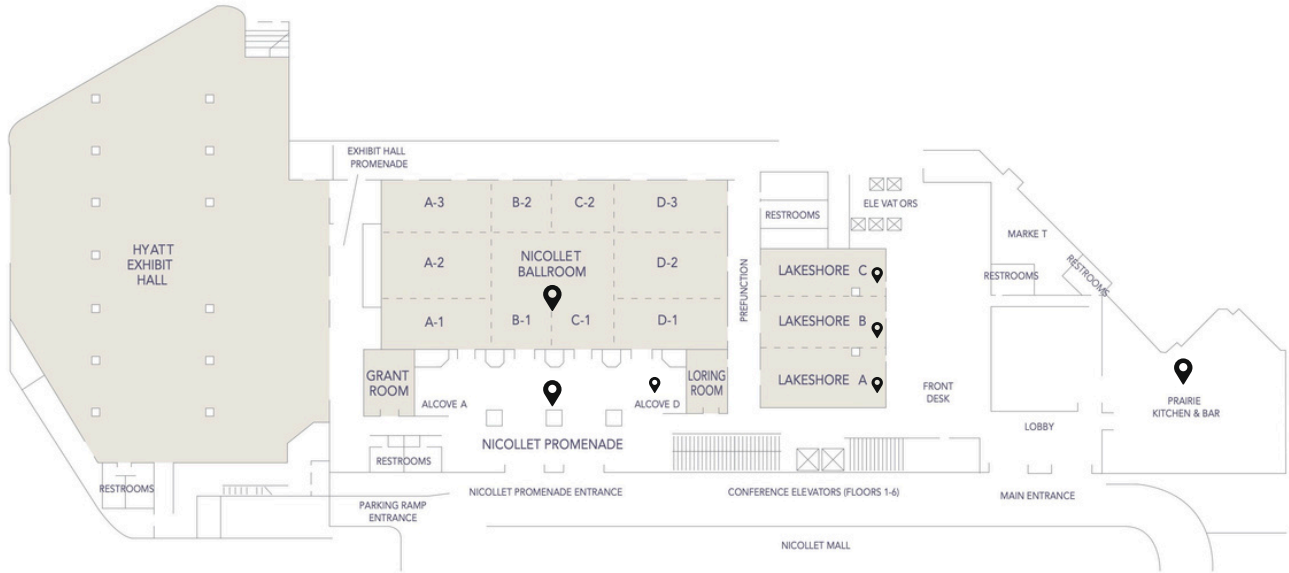 EXHIBIT HALL
PROMENADE
A-3
B-2
C-2
D-3
RESTROOMS
ELE VAT ORS
HYATT
EXHIBIT
HALL
A-2
NICOLLET
BALLROOM
D-2
PREFUNCTION
LAKESHORE C
MARKE T
RESTROOMS
RESTROOMS
A-1
B-1
C-1
D-1
LAKESHORE B
GRANT
ROOM
LORING
ROOM
LAKESHORE A
FRONT
DESK
PRAIRIE
KITCHEN & BAR
ALCOVE A
ALCOVE D
LOBBY
NICOLLET PROMENADE
RESTROOMS
RESTROOMS
NICOLLET PROMENADE ENTRANCE
CONFERENCE ELEVATORS (FLOORS 1-6)
MAIN ENTRANCE
PARKING RAMP
ENTRANCE
NICOLLET MALL